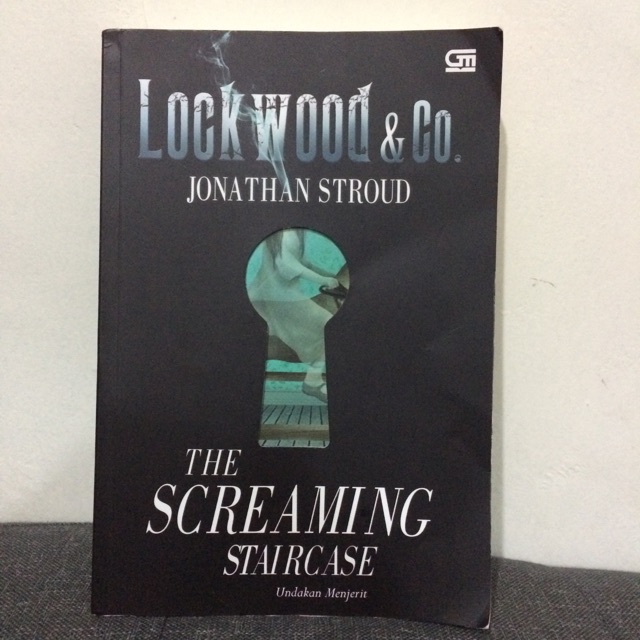 GM
LOCKWOOD & CO.
JONATHAN STROUD
THE
SCREAMING
STAIRCASE
Undakan Menjerit